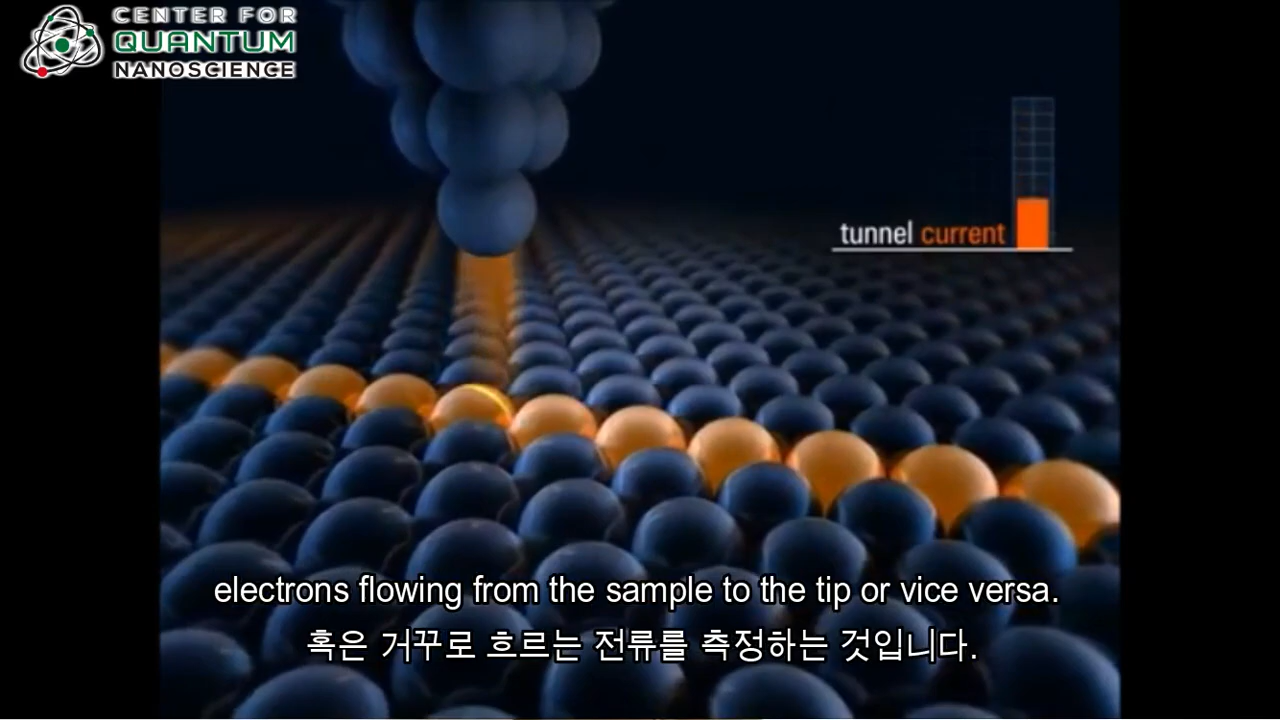 CENTER FOR
QUANTUM
NANOSCIENCE
tunnel current
electrons flowing from the sample to the tip or vice versa.
혹은 거꾸로 흐르는 전류를 측정하는 것입니다.